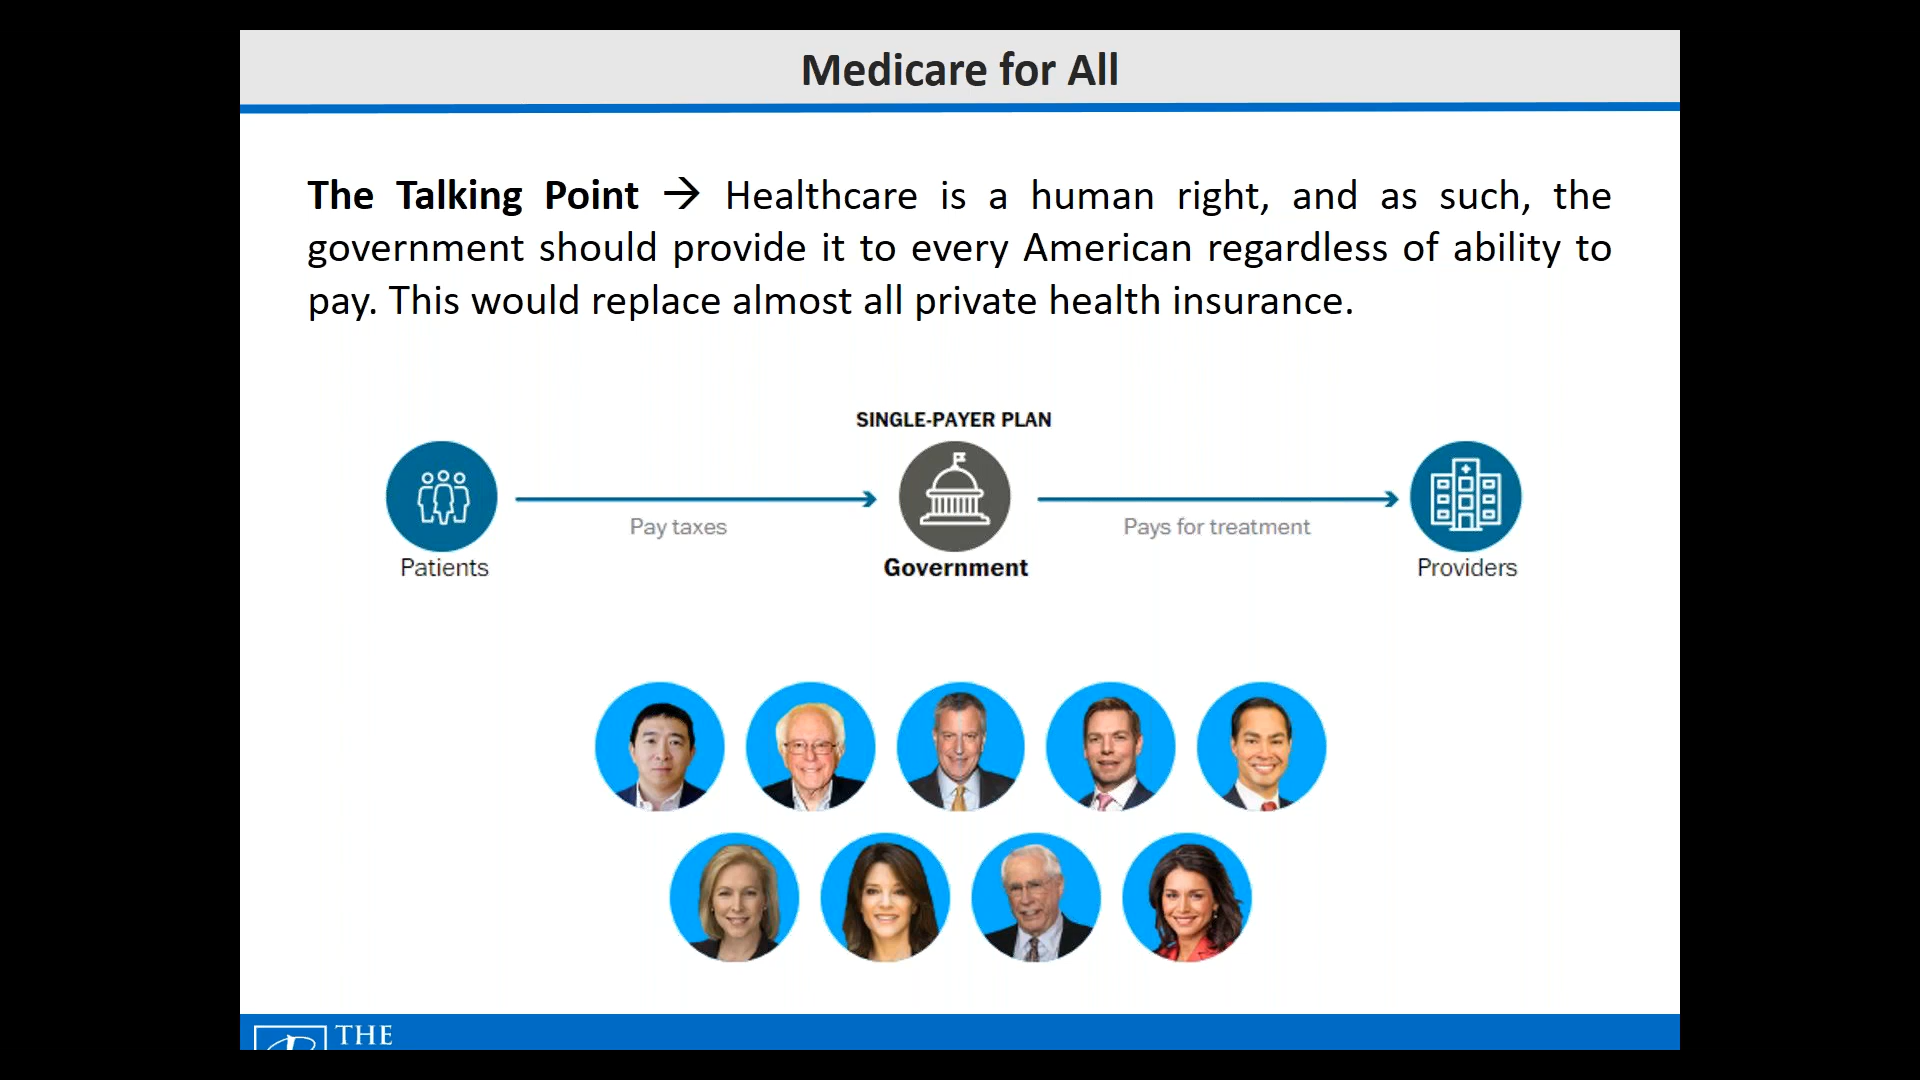 Medicare for All
The Talking Point → Healthcare is a human right, and as such, the
government should provide it to every American regardless of ability to
pay. This would replace almost all private health insurance.
SINGLE-PAYER PLAN
Pay taxes
Pays for treatment
Patients
Government
Providers
THE